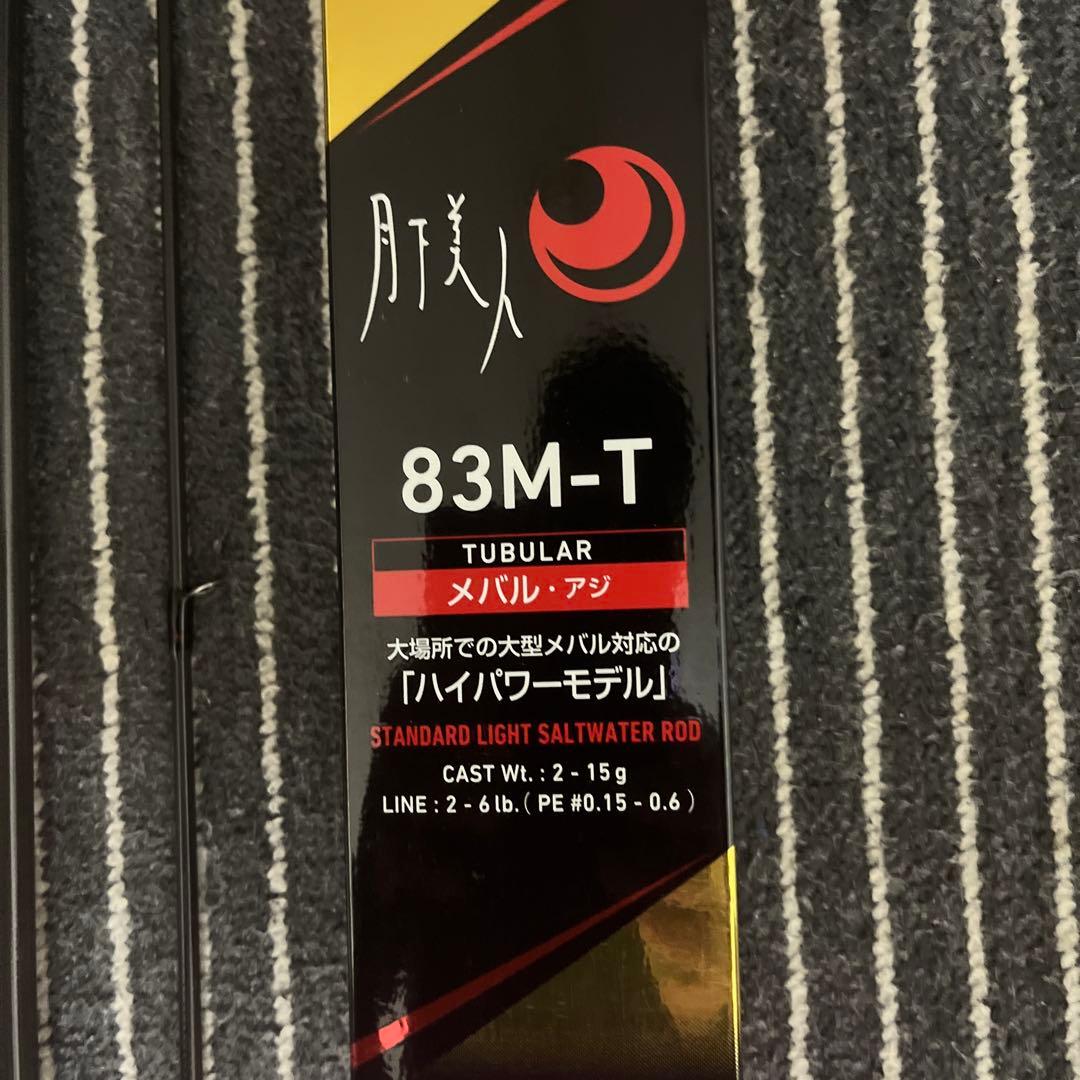 月下美人
83M-T
TUBULAR
メバル・アジ
大場所での大型メバル対応の
「ハイパワーモデル」
STANDARD LIGHT SALTWATER ROD
CAST Wt. : 2 - 15g
LINE : 2 - 6lb. ( PE #0.15 - 0.6 )